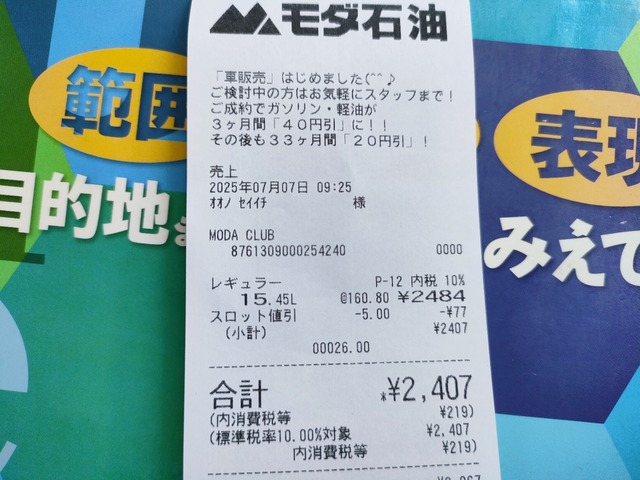 モダ石油
「車販売」はじめました(^^♪
ご検討中の方はお気軽にスタッフまで！
ご成約でガソリン・軽油が
３ヶ月間「４０円引」に！！
その後も３３ヶ月間「２０円引」！
売上
2025年07月07日 09:25
ｵｵﾉ ｾｲｲﾁ 様
MODA CLUB
8761309000254240 0000
レギュラー P-12 内税 10%
15.45L @160.80 ¥2484
スロット値引 -5.00 -¥77
(小計) ¥2407
00026.00
合計 *¥2,407
(内消費税等 ¥219)
(標準税率10.00%対象 ¥2,407
内消費税等 ¥219)
範囲
目的地
表現
みえて